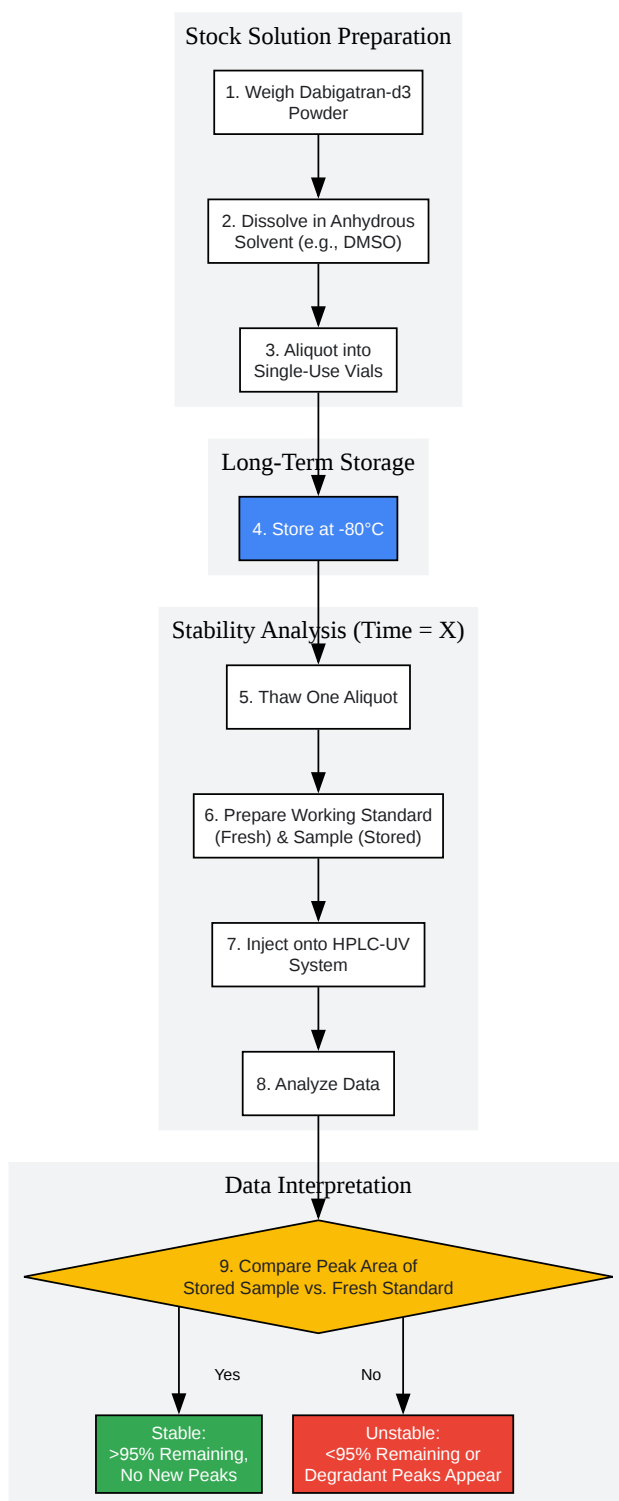 Stock Solution Preparation
1. Weigh Dabigatran-d3
Powder
2. Dissolve in Anhydrous
Solvent (e.g., DMSO)
3. Aliquot into
Single-Use Vials
Long-Term Storage
4. Store at -80°C
Stability Analysis (Time = X)
5. Thaw One Aliquot
6. Prepare Working Standard
(Fresh) & Sample (Stored)
7. Inject onto HPLC-UV
System
8. Analyze Data
Data Interpretation
9. Compare Peak Area of
Stored Sample vs. Fresh Standard
Yes
No
Stable:
>95% Remaining,
No New Peaks
Unstable:
<95% Remaining or
Degradant Peaks Appear